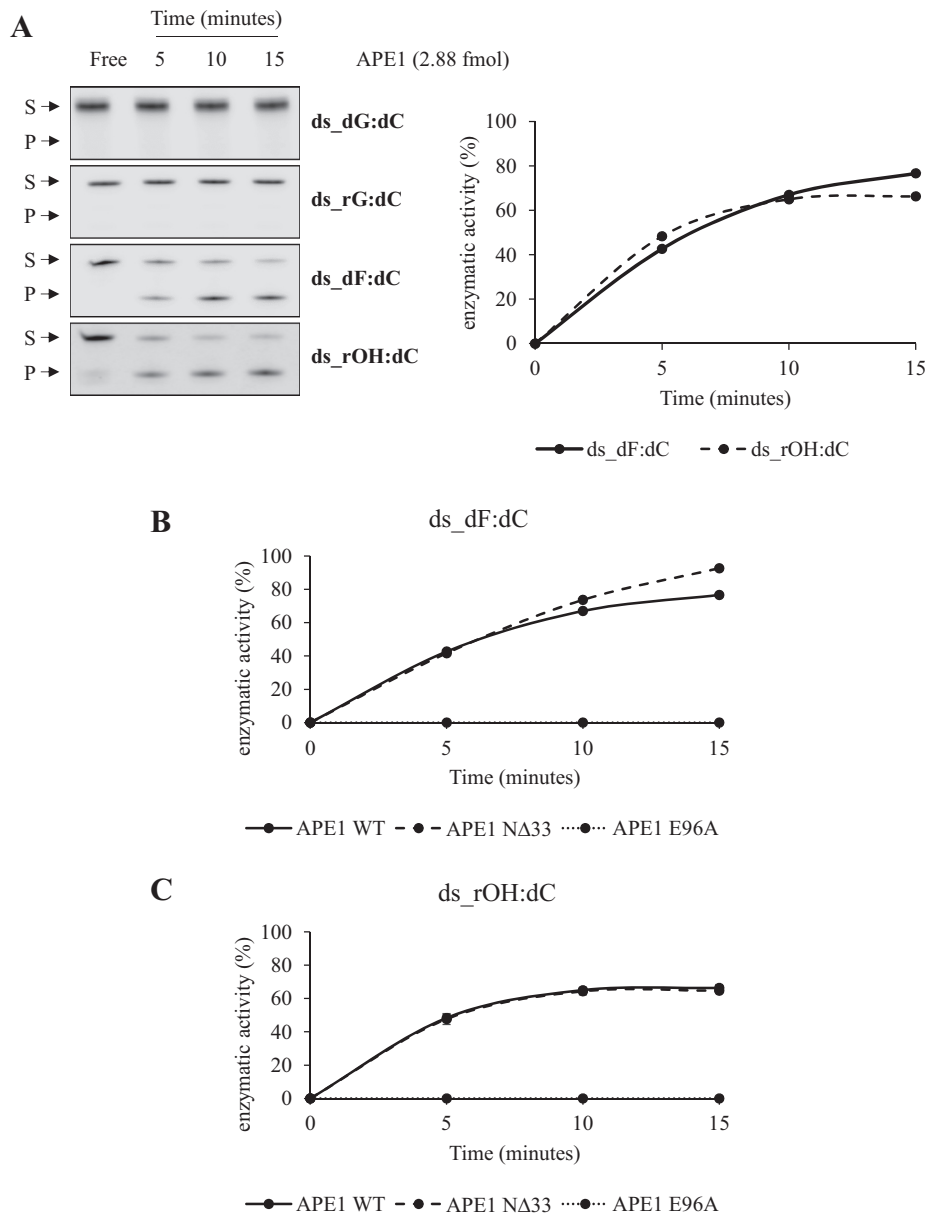 A
Time (minutes)
Free 5 10 15 APE1 (2.88 fmol)
S
P
ds_dG:dC
S
P
ds_rG:dC
S
P
ds_dF:dC
S
P
ds_rOH:dC
enzymatic activity (%)
100
80
60
40
20
0
0 5 10 15
Time (minutes)
ds_dF:dC ds_rOH:dC
B
ds_dF:dC
enzymatic activity (%)
100
80
60
40
20
0
0 5 10 15
Time (minutes)
APE1 WT APE1 NΔ33 APE1 E96A
C
ds_rOH:dC
enzymatic activity (%)
100
80
60
40
20
0
0 5 10 15
Time (minutes)
APE1 WT APE1 NΔ33 APE1 E96A